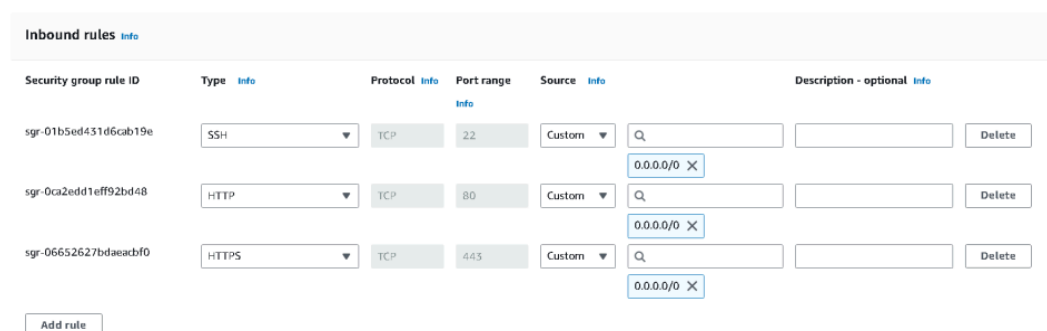 Inbound rules Info
Security group rule ID Type Info Protocol Info Port range Info Source Info Description - optional Info
sgr-01b5ed431d6cab19e SSH TCP 22 Custom Delete
0.0.0.0/0
sgr-0ca2edd1eff92bd48 HTTP TCP 80 Custom Delete
0.0.0.0/0
sgr-06652627bdaeacbf0 HTTPS TCP 443 Custom Delete
0.0.0.0/0
Add rule